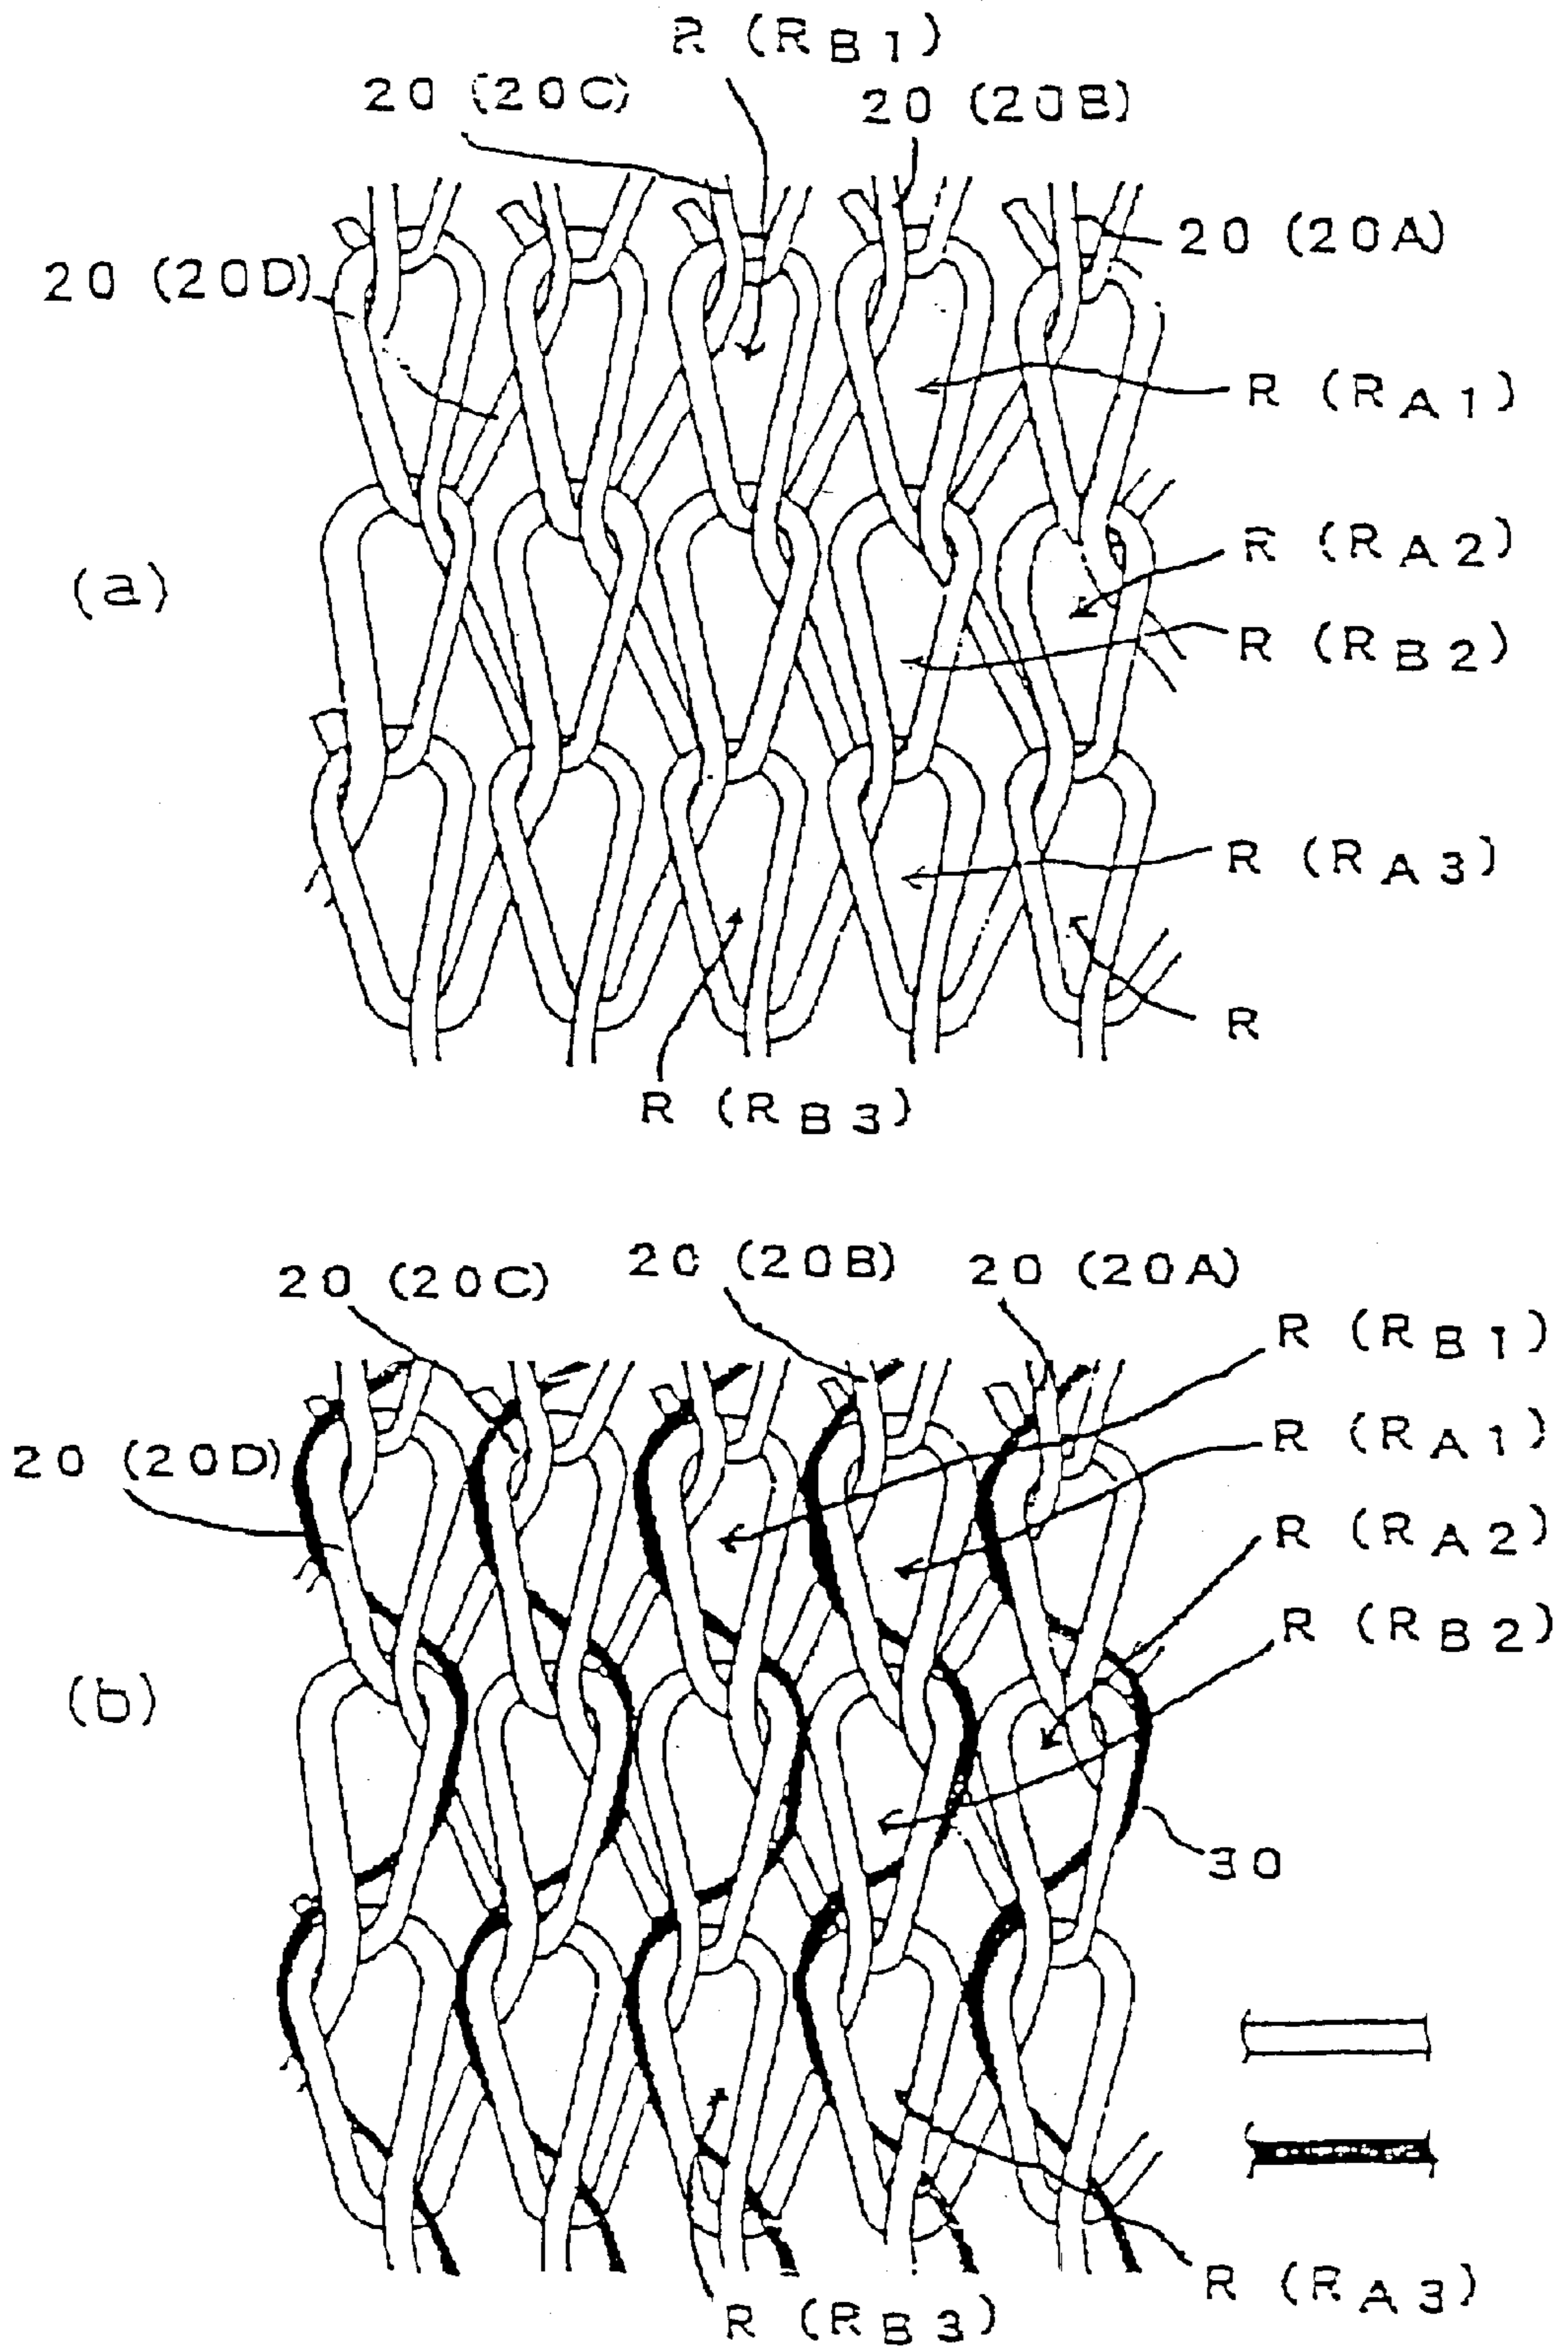 R (RB1)
20 (20C)
20 (20B)
20 (20A)
20 (20D)
R (RA1)
R (RA2)
(a)
R (RB2)
R (RA3)
R
R (RB3)
20 (20C)
20 (20B)
20 (20A)
R (RB1)
R (RA1)
20 (20D)
R (RA2)
R (RB2)
(b)
30
R (RA3)
R (RB3)